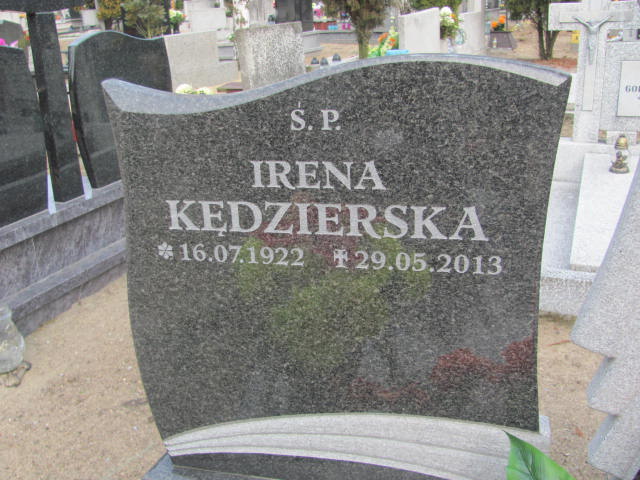 Ś. P.
IRENA
KĘDZIERSKA
* 16.07.1922 ✝ 29.05.2013